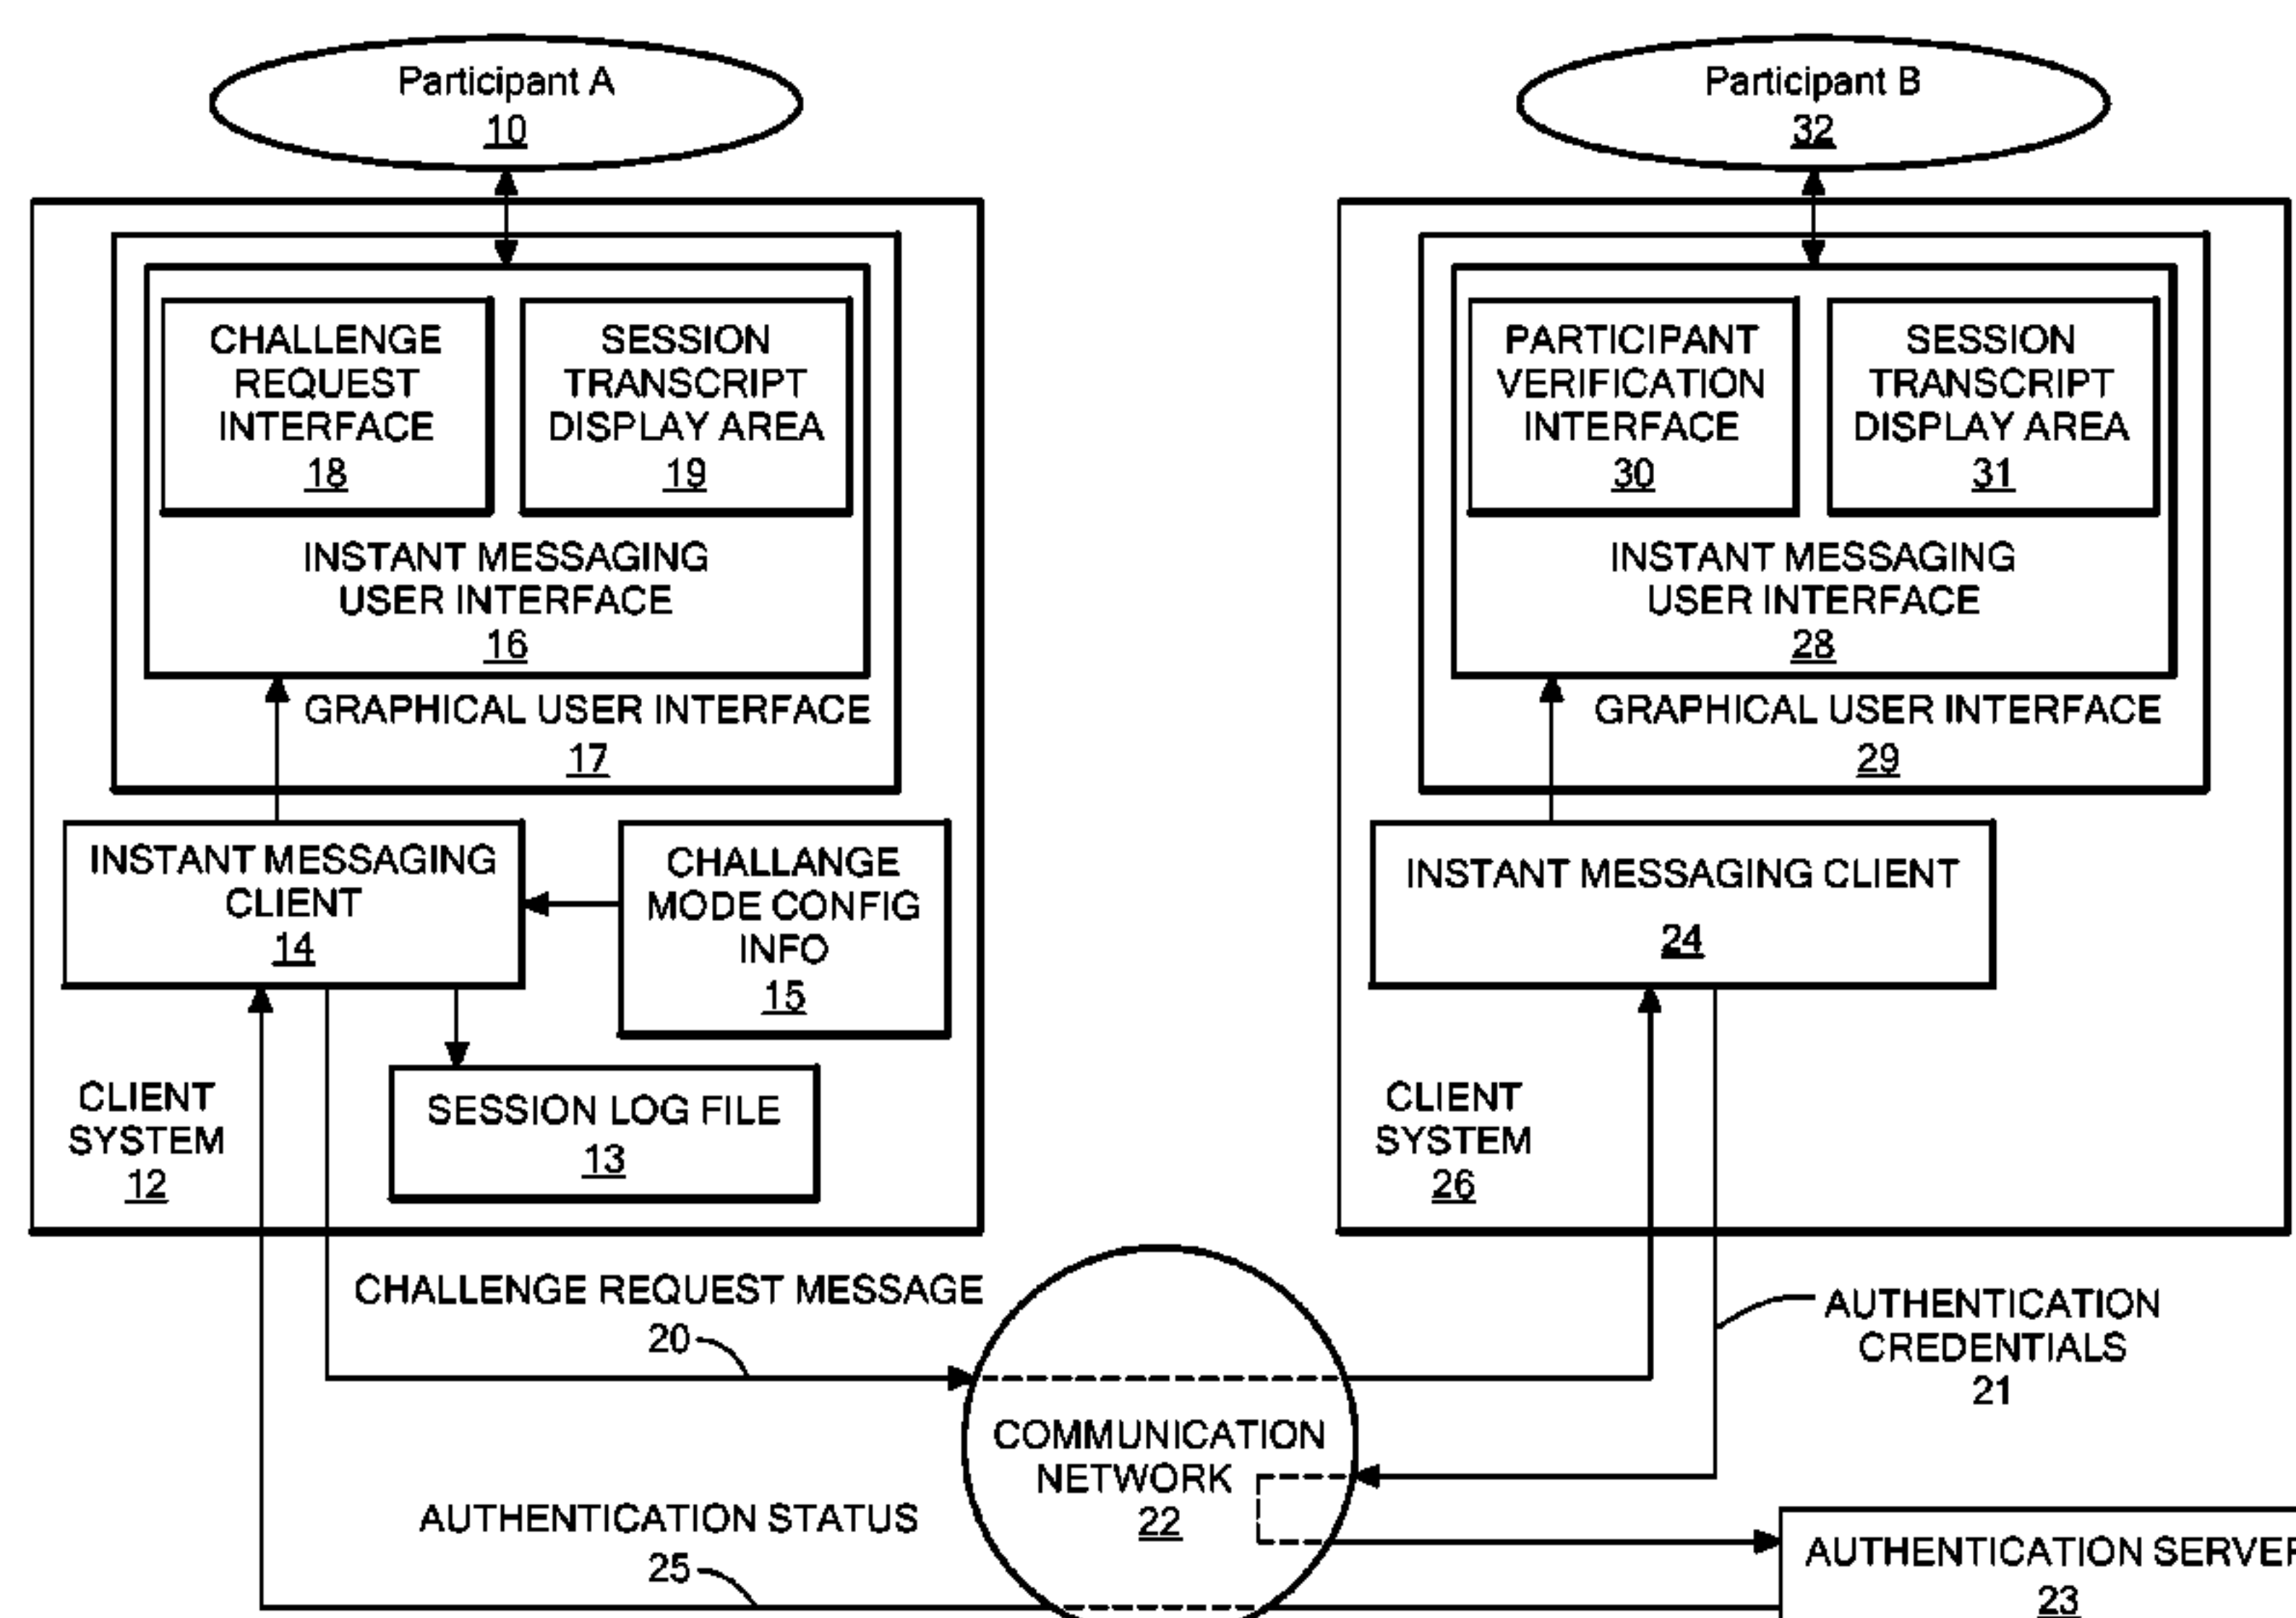 Participant A
10
CHALLENGE
REQUEST
INTERFACE
18
SESSION
TRANSCRIPT
DISPLAY AREA
19
INSTANT MESSAGING
USER INTERFACE
16
GRAPHICAL USER INTERFACE
17
INSTANT MESSAGING
CLIENT
14
CHALLANGE
MODE CONFIG
INFO
15
SESSION LOG FILE
13
CLIENT
SYSTEM
12
Participant B
32
PARTICIPANT
VERIFICATION
INTERFACE
30
SESSION
TRANSCRIPT
DISPLAY AREA
31
INSTANT MESSAGING
USER INTERFACE
28
GRAPHICAL USER INTERFACE
29
INSTANT MESSAGING CLIENT
24
CLIENT
SYSTEM
26
CHALLENGE REQUEST MESSAGE
20
AUTHENTICATION
CREDENTIALS
21
COMMUNICATION
NETWORK
22
AUTHENTICATION STATUS
25
AUTHENTICATION SERVER
23